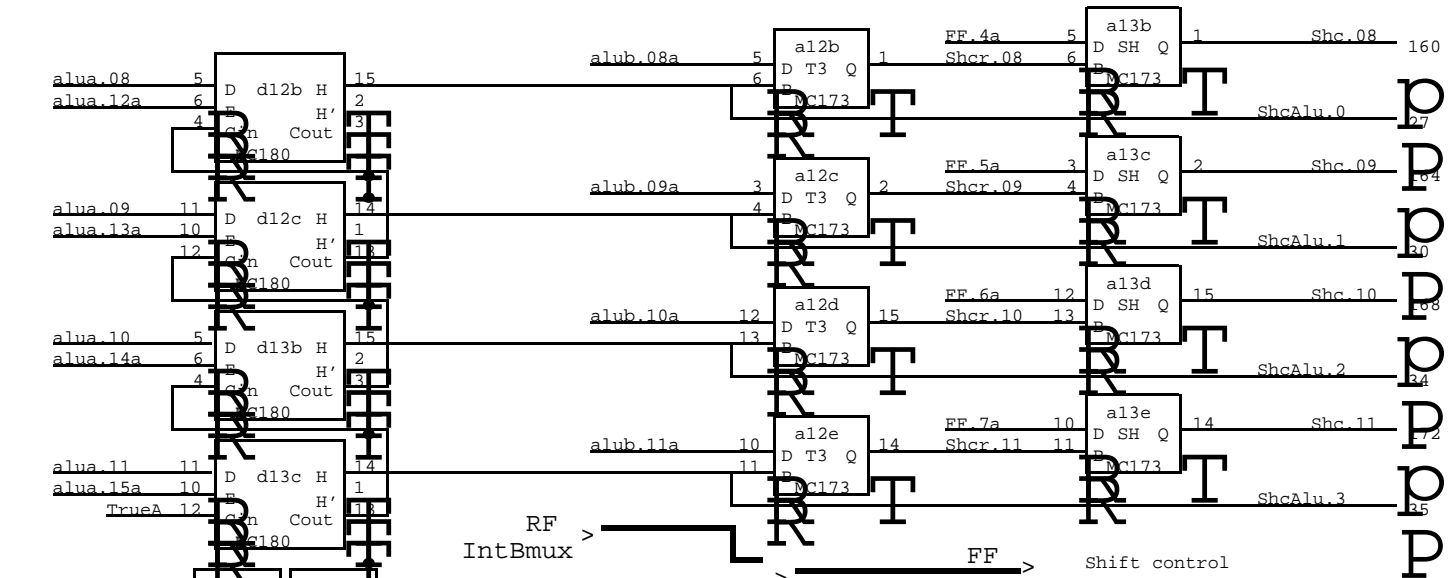 a13b
FF.4a 5 1 Shc.08 160
D SH Q
a12b
alub.08a 5 1 Shcr.08 6
D T3 Q
MC173
alua.08 5 15 6
D d12b H
alua.12a 6 2
H'
MC173
4 Cin Cout 3
ShcAlu.0 27
a13c
FF.5a 3 2 Shc.09
D SH Q
a12c
alub.09a 3 2 Shcr.09 4
D T3 Q
MC173
alua.09 11 14 4
D d12c H
alua.13a 10 1
H'
MC173
12 Cin Cout 13
ShcAlu.1 30
a13d
FF.6a 12 15 Shc.10 168
D SH Q
a12d
alub.10a 12 15 Shcr.10 13
D T3 Q
MC173
alua.10 5 15 13
D d13b H
alua.14a 6 2
H'
MC173
4 Cin Cout 3
ShcAlu.2 34
a13e
FF.7a 10 14 Shc.11 172
D SH Q
a12e
alub.11a 10 14 Shcr.11 11
D T3 Q
MC173
alua.11 11 14 11
D d13c H
alua.15a 10 1
H'
MC173
TrueA 12 Cin Cout 13
ShcAlu.3 35
RF
IntBmux >
FF >
Shift control